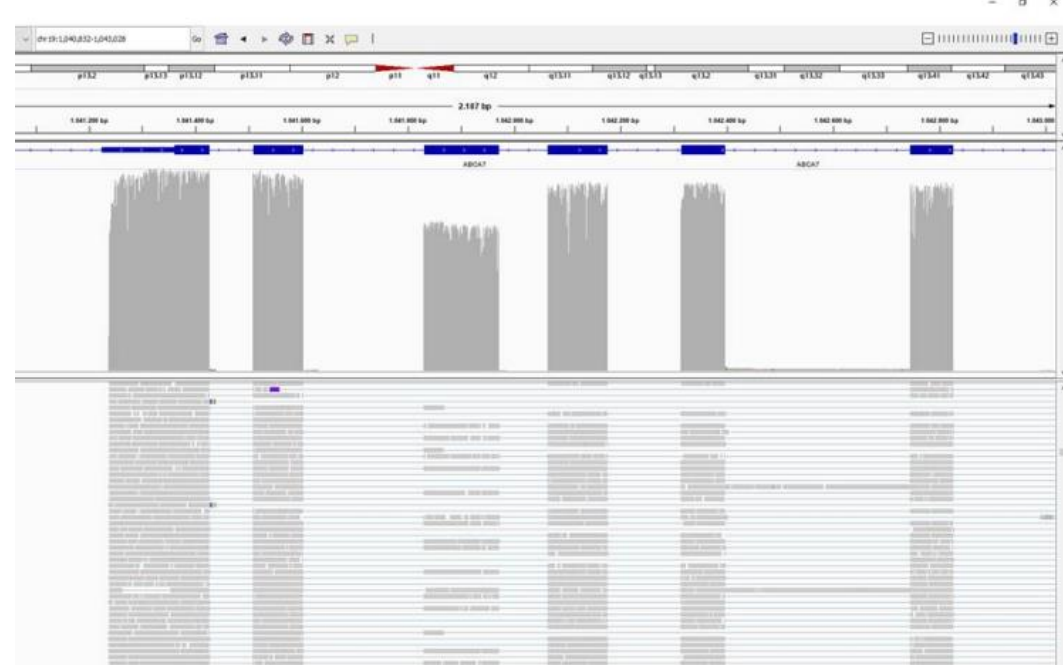 chr19:1,040,832-1,043,028 Go
p13.2 p13.13 p13.12 p13.11 p12 p11 q11 q12 q13.11 q13.12 q13.13 q13.2 q13.31 q13.32 q13.33 q13.41 q13.42 q13.43
2.187 bp
1.041.200 bp 1.041.400 bp 1.041.600 bp 1.041.800 bp 1.042.000 bp 1.042.200 bp 1.042.400 bp 1.042.600 bp 1.042.800 bp 1.043.000
ABCA7 ABCA7